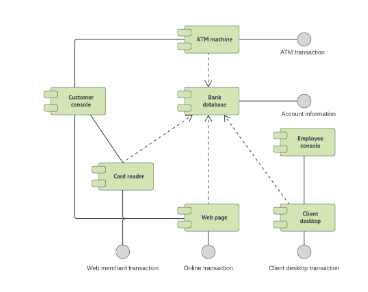 ATM machine
ATM transaction
Customer
console
Bank
database
Account information
Employee
console
Card reader
Web page
Client
desktop
Web merchant transaction
Online transaction
Client desktop transaction